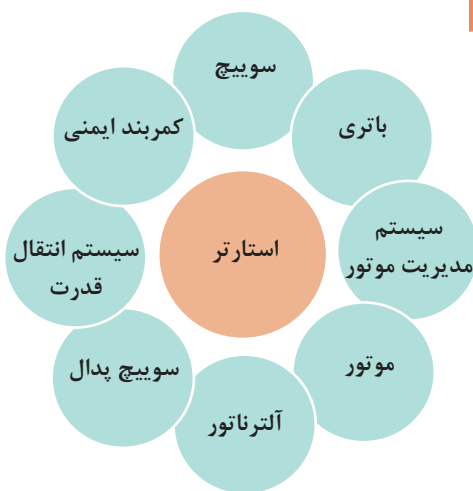 سوییچ
باتری
سیستم
مدیریت موتور
موتور
آلترناتور
سوییچ پدال
سیستم انتقال
قدرت
کمربند ایمنی
استارتر